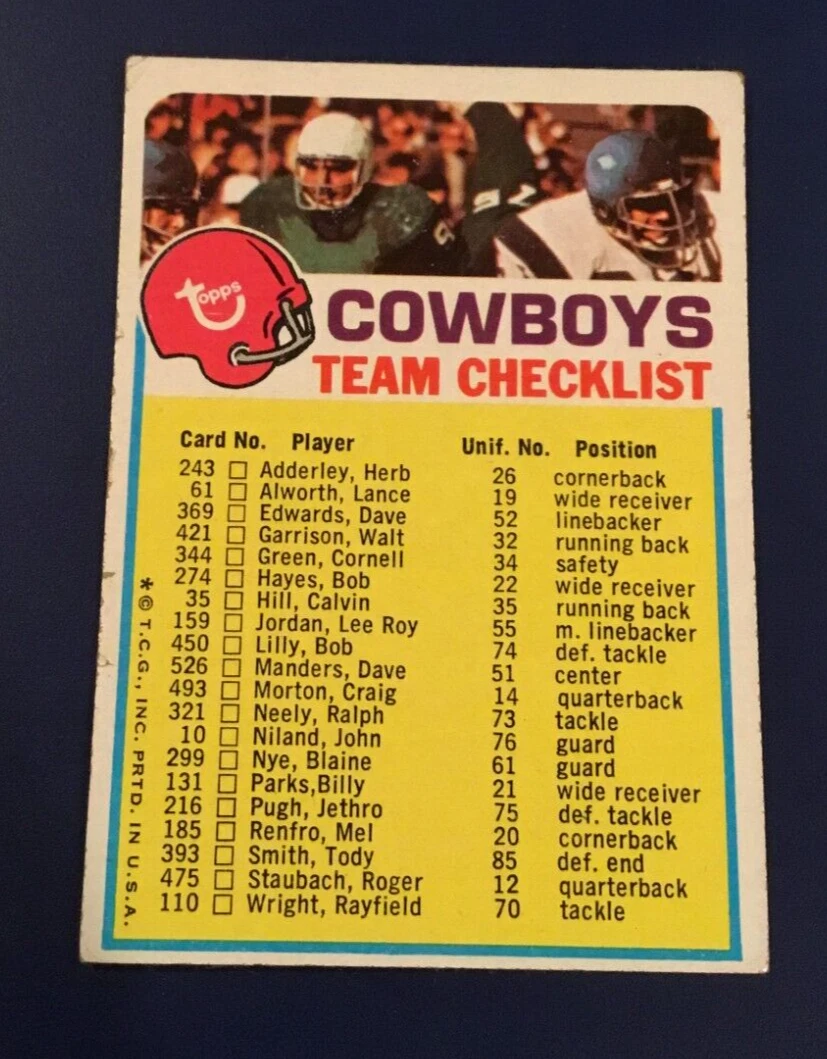 topps
76
COWBOYS
TEAM CHECKLIST
Card No. Player Unif. No. Position
243 Adderley, Herb 26 cornerback
61 Alworth, Lance 19 wide receiver
369 Edwards, Dave 52 linebacker
421 Garrison, Walt 32 running back
344 Green, Cornell 34 safety
274 Hayes, Bob 22 wide receiver
35 Hill, Calvin 35 running back
159 Jordan, Lee Roy 55 m. linebacker
450 Lilly, Bob 74 def. tackle
526 Manders, Dave 51 center
493 Morton, Craig 14 quarterback
321 Neely, Ralph 73 tackle
10 Niland, John 76 guard
299 Nye, Blaine 61 guard
131 Parks,Billy 21 wide receiver
216 Pugh, Jethro 75 def. tackle
185 Renfro, Mel 20 cornerback
393 Smith, Tody 85 def. end
475 Staubach, Roger 12 quarterback
110 Wright, Rayfield 70 tackle
*© T.C.G., INC. PRTD. IN U.S.A.